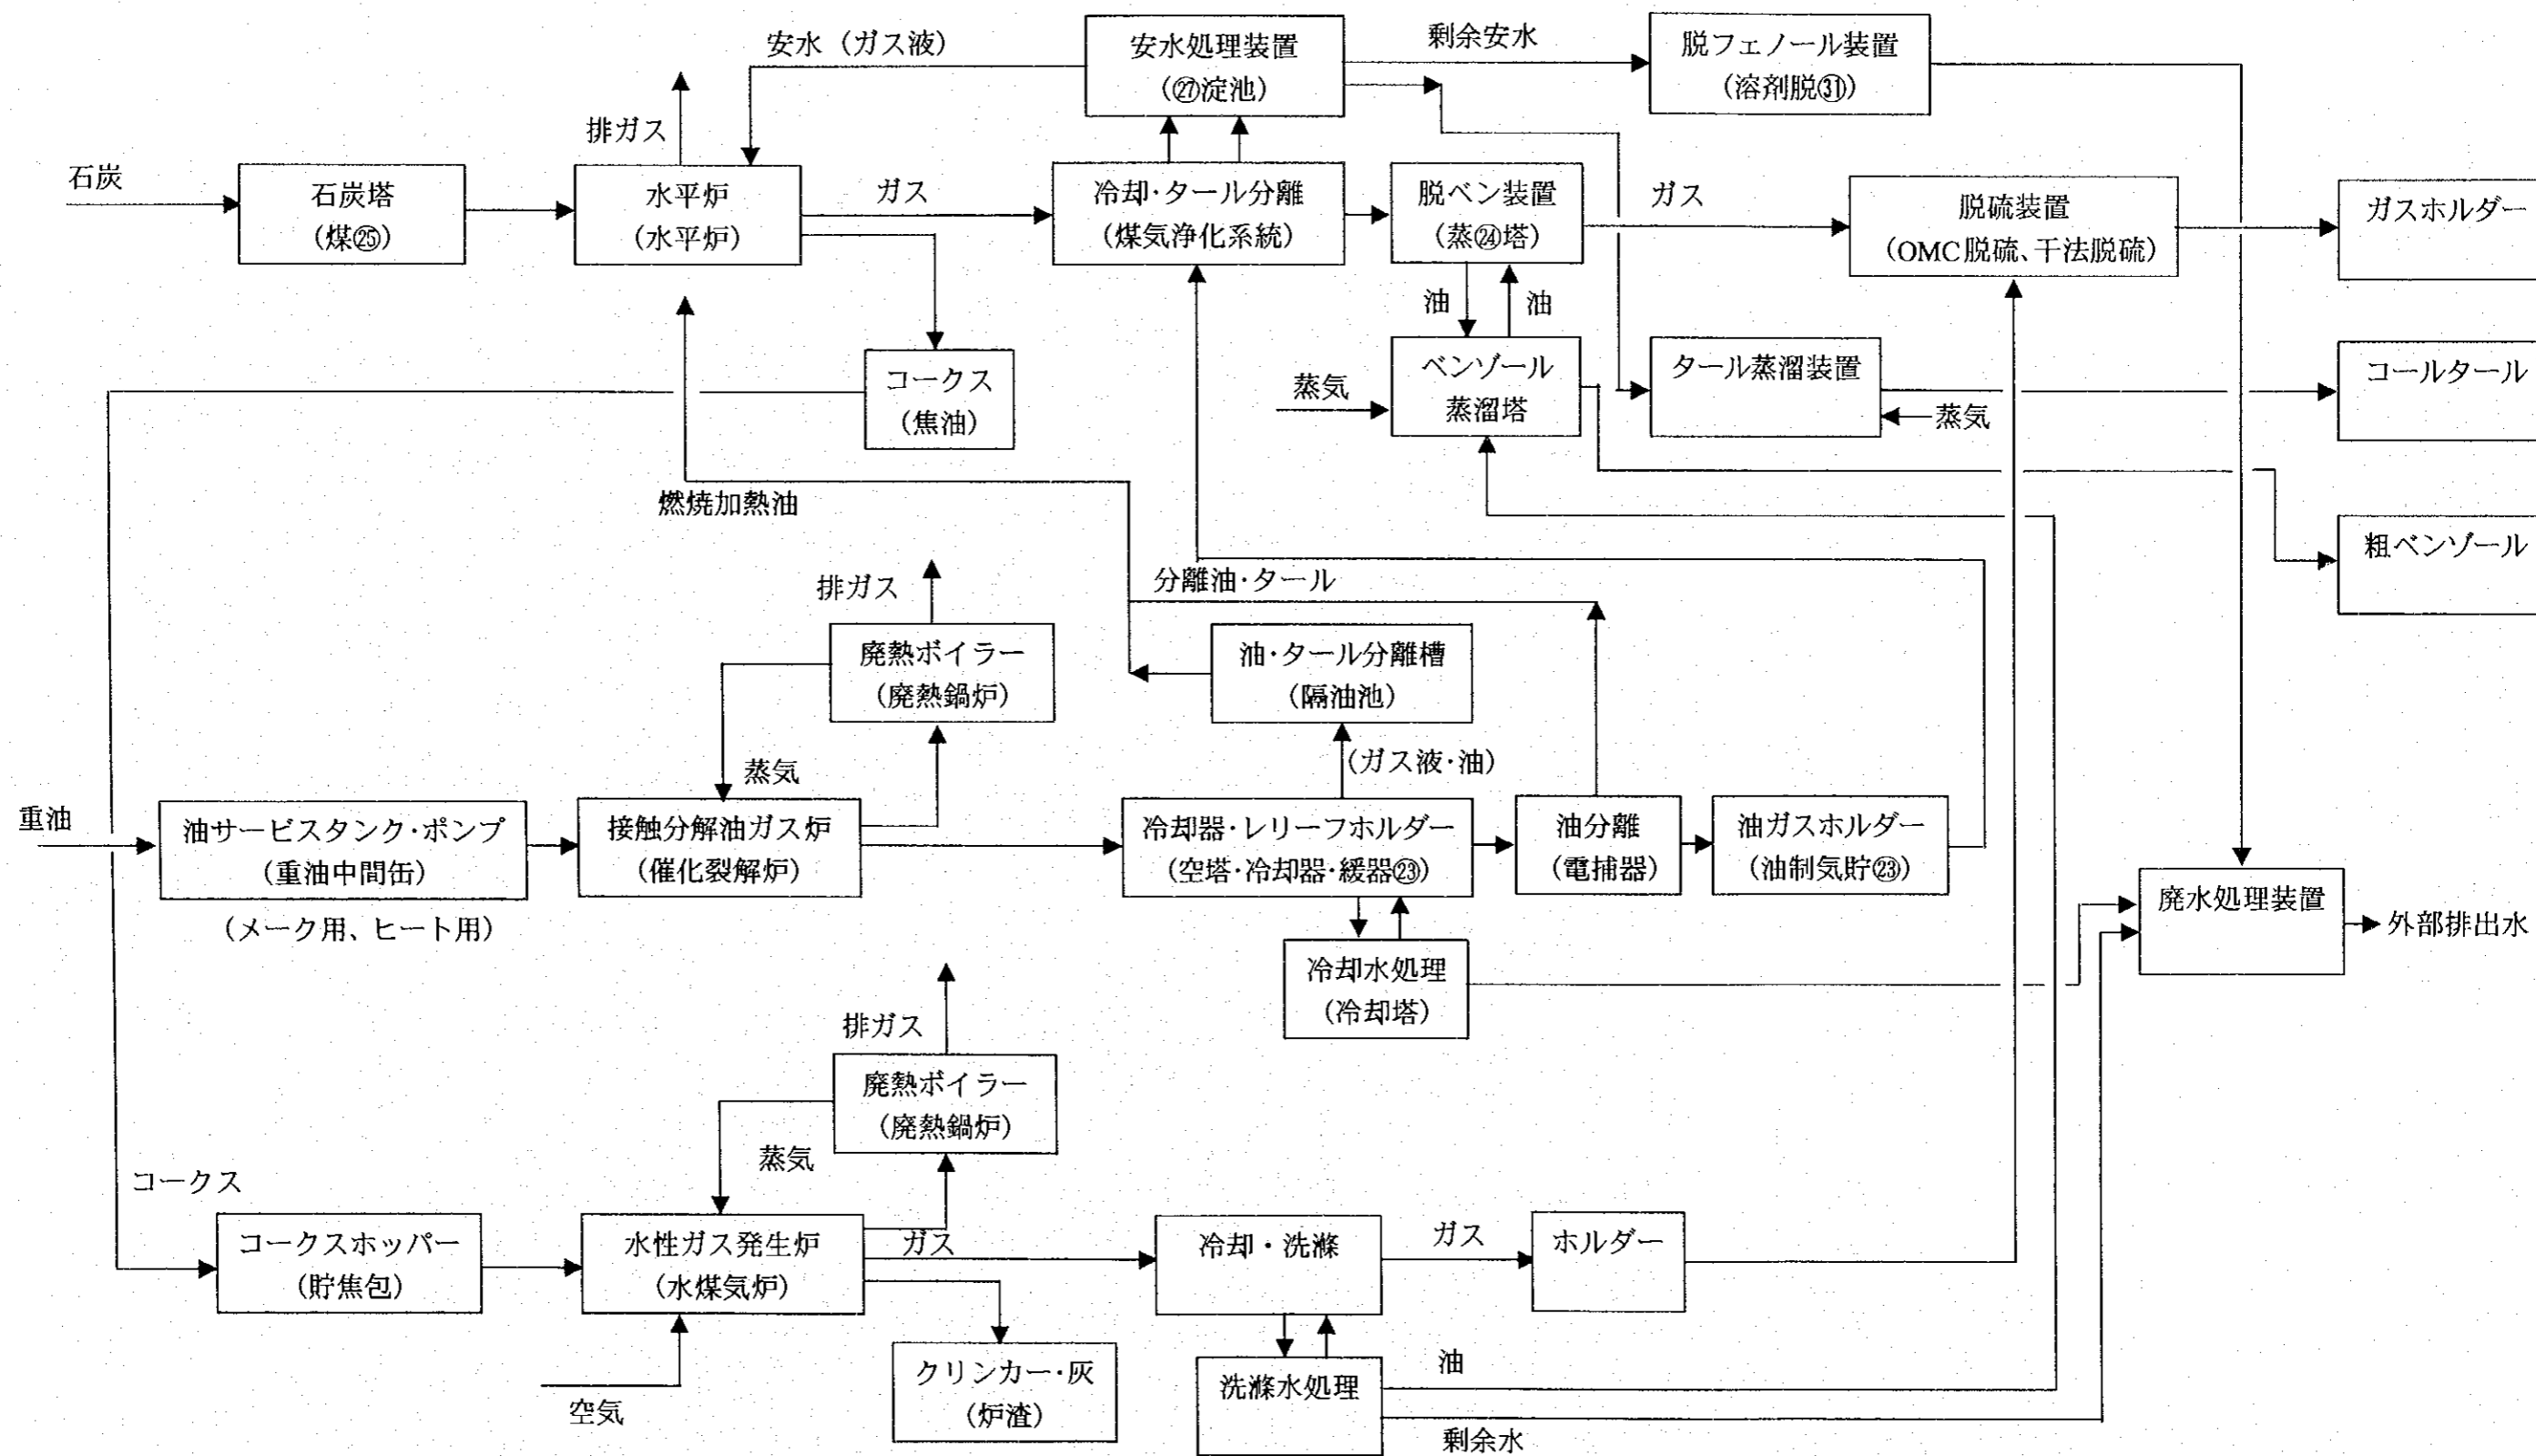 安水（ガス液）
安水処理装置
（㉗淀池）
剰余安水
脱フェノール装置
（溶剤脱㉛）
排ガス
石炭
石炭塔
（煤㉕）
水平炉
（水平炉）
ガス
冷却・タール分離
（煤気浄化系統）
脱ベン装置
（蒸㉔塔）
ガス
脱硫装置
（OMC脱硫、干法脱硫）
ガスホルダー
油
油
コークス
（焦油）
蒸気
ベンゾール
蒸溜塔
タール蒸溜装置
蒸気
コールタール
燃焼加熱油
粗ベンゾール
分離油・タール
排ガス
廃熱ボイラー
（廃熱鍋炉）
油・タール分離槽
（隔油池）
蒸気
（ガス液・油）
重油
油サービスタンク・ポンプ
（重油中間缶）
（メーク用、ヒート用）
接触分解油ガス炉
（催化裂解炉）
冷却器・レリーフホルダー
（空塔・冷却器・緩器㉓）
油分離
（電捕器）
油ガスホルダー
（油制気貯㉓）
廃水処理装置
外部排出水
冷却水処理
（冷却塔）
排ガス
廃熱ボイラー
（廃熱鍋炉）
蒸気
コークス
コークスホッパー
（貯焦包）
水性ガス発生炉
（水煤気炉）
ガス
冷却・洗滌
ガス
ホルダー
空気
クリンカー・灰
（炉渣）
洗滌水処理
油
剰余水